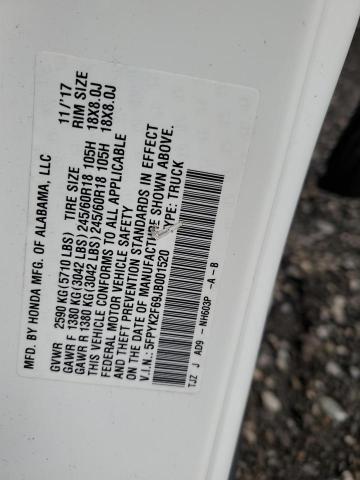 MFD. BY HONDA MFG. OF ALABAMA, LLC 11/'17
GVWR 2590 KG (5710 LBS) TIRE SIZE RIM SIZE
GAWR F 1380 KG (3042 LBS) 245/60R18 105H 18X8.0J
GAWR R 1380 KG (3042 LBS) 245/60R18 105H 18X8.0J
THIS VEHICLE CONFORMS TO ALL APPLICABLE
FEDERAL MOTOR VEHICLE SAFETY
AND THEFT PREVENTION STANDARDS IN EFFECT
ON THE DATE OF MANUFACTURE SHOWN ABOVE.
V.I.N.: 5FPYK2F69JB001520 TYPE: TRUCK
TJZ J AD9 - NH603P -A -B